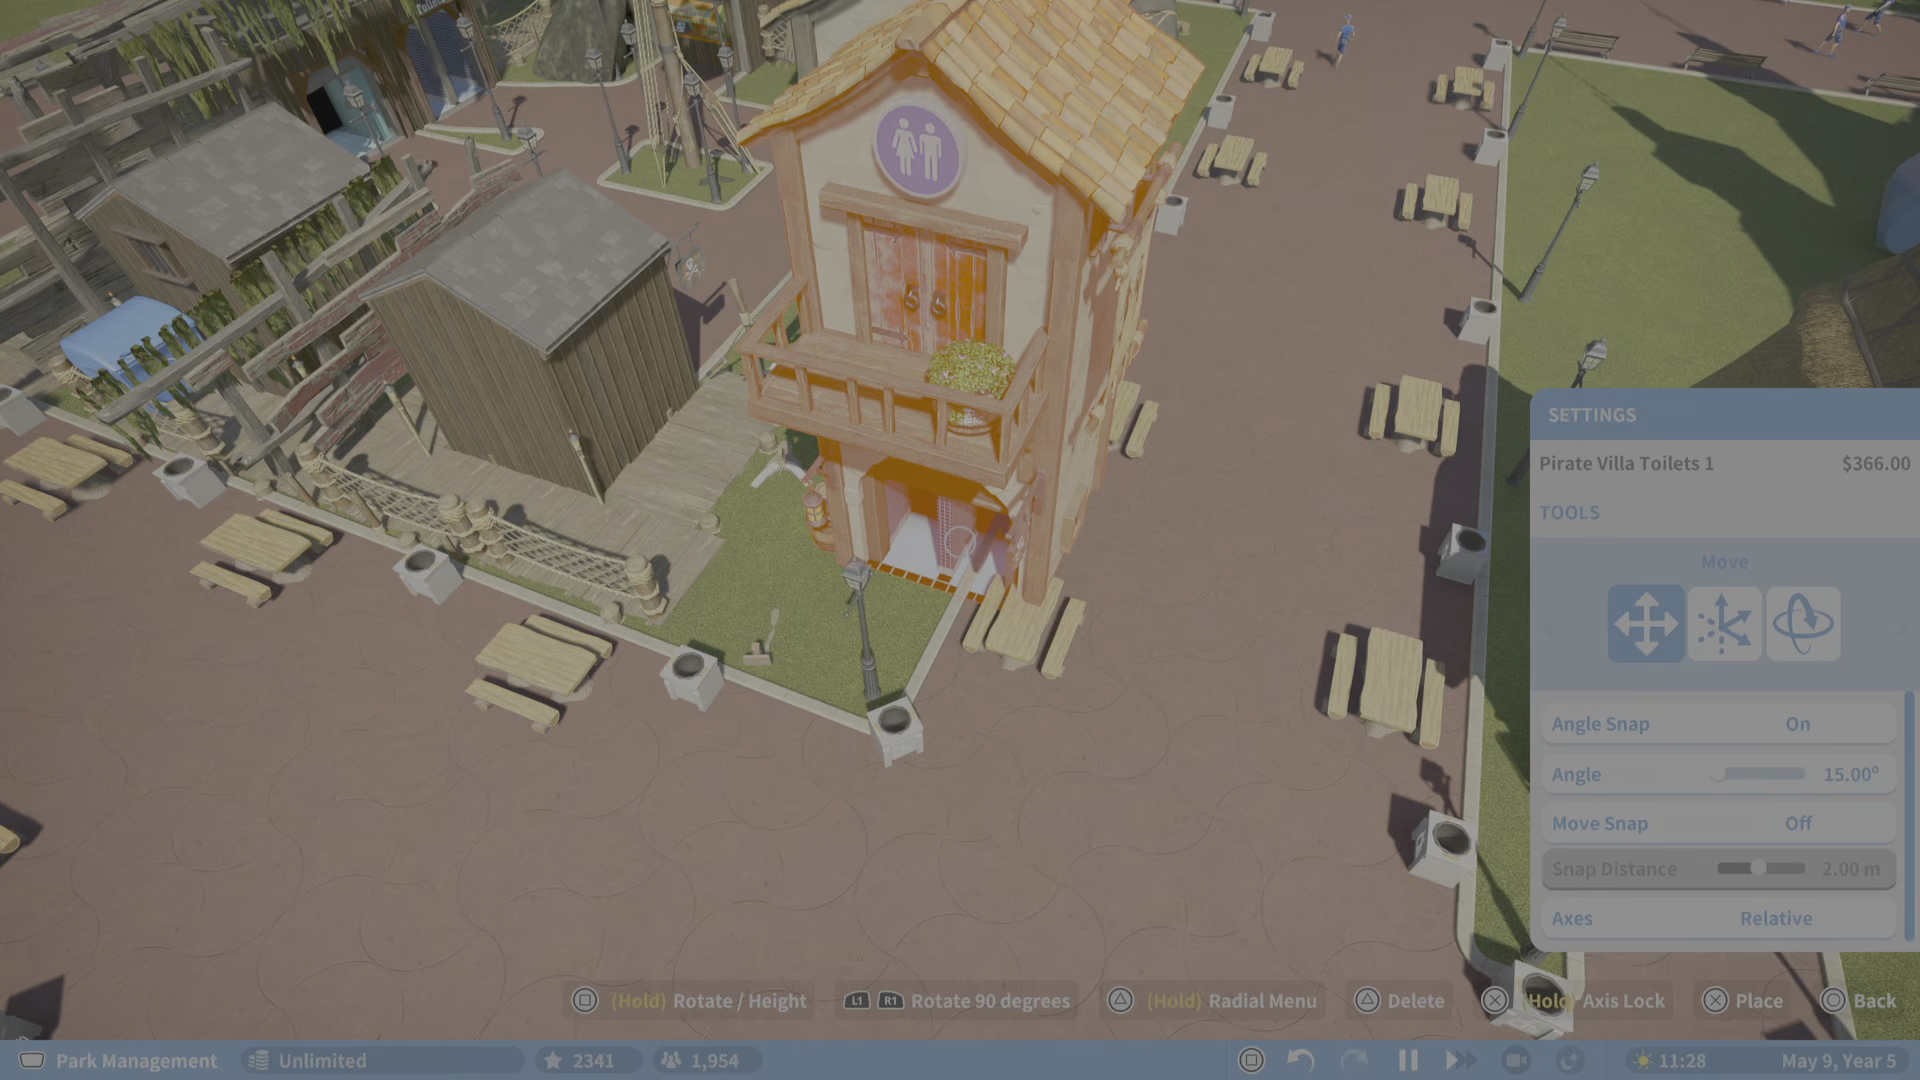 Toilets
SETTINGS
Pirate Villa Toilets 1 $366.00
TOOLS
Move
Angle Snap On
Angle 15.00°
Move Snap Off
Snap Distance 2.00 m
Axes Relative
(Hold) Rotate / Height L1 R1 Rotate 90 degrees (Hold) Radial Menu Delete (Hold) Axis Lock Place Back
Park Management Unlimited 2341 1,954 11:28 May 9, Year 5